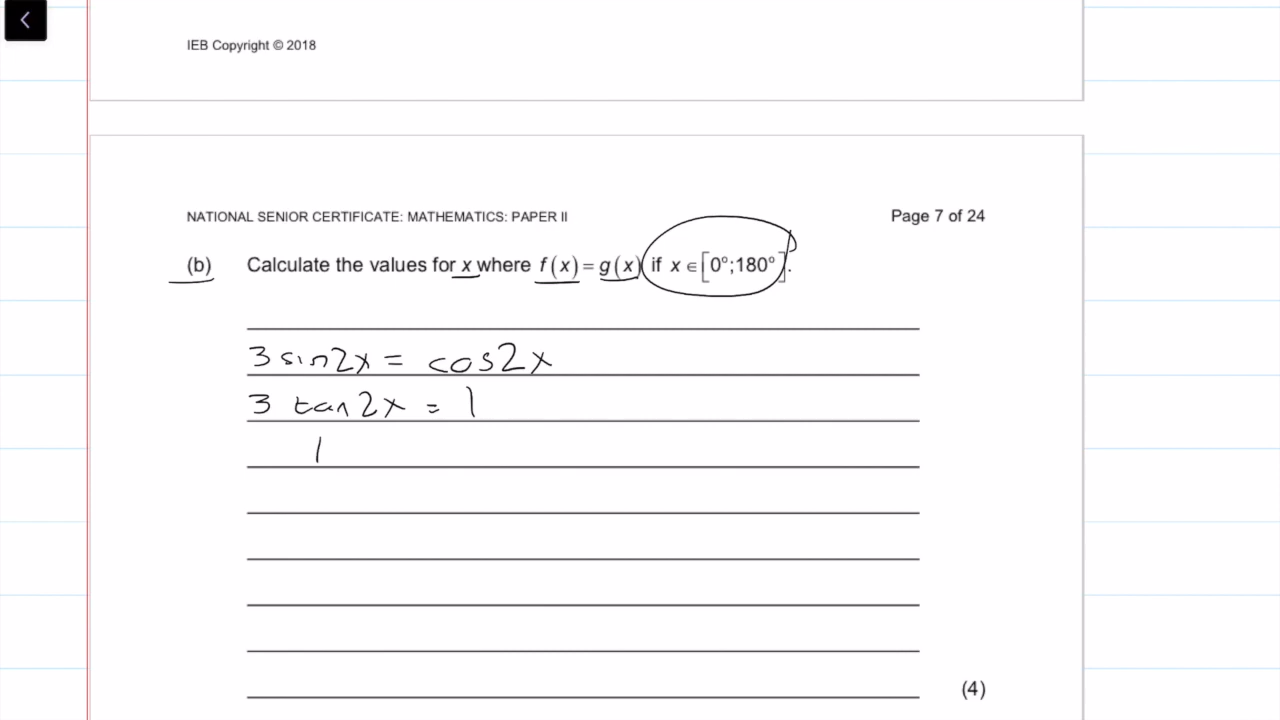 IEB Copyright © 2018
NATIONAL SENIOR CERTIFICATE: MATHEMATICS: PAPER II
Page 7 of 24
(b) Calculate the values for x where f(x) = g(x) if x ∈ [0°;180°].
3 sin2x = cos2x
3 tan2x = 1
(4)